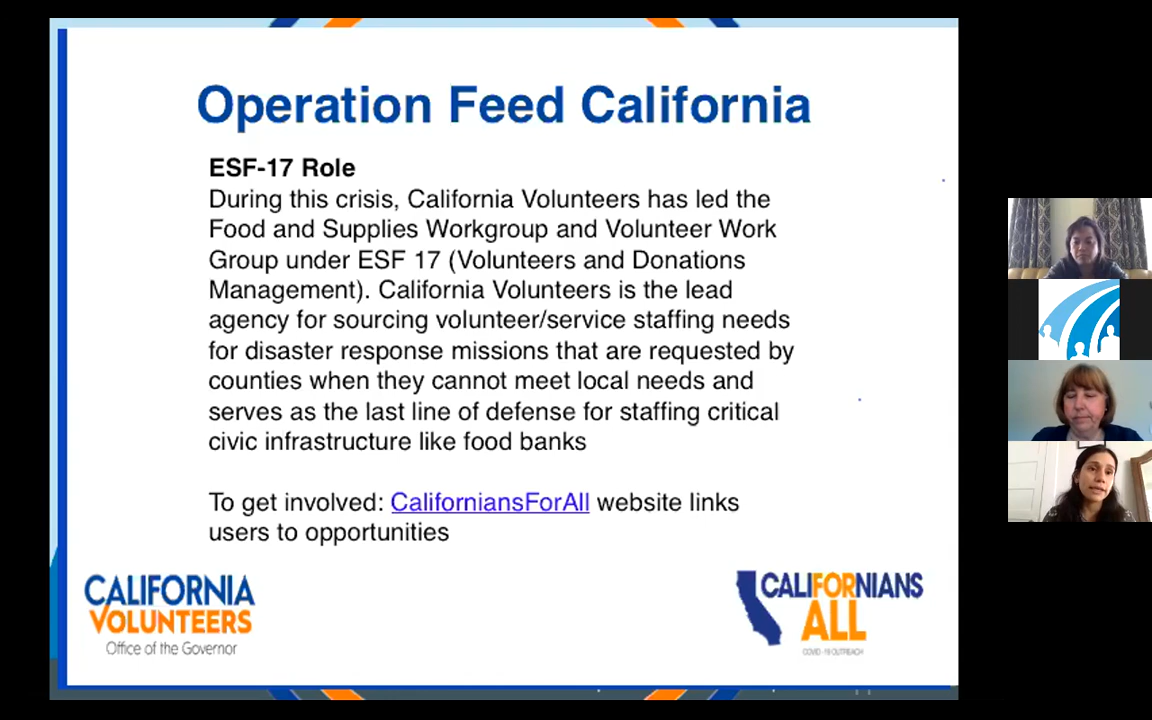 Operation Feed California
ESF-17 Role
During this crisis, California Volunteers has led the
Food and Supplies Workgroup and Volunteer Work
Group under ESF 17 (Volunteers and Donations
Management). California Volunteers is the lead
agency for sourcing volunteer/service staffing needs
for disaster response missions that are requested by
counties when they cannot meet local needs and
serves as the last line of defense for staffing critical
civic infrastructure like food banks
To get involved: CaliforniansForAll website links
users to opportunities
CALIFORNIA
VOLUNTEERS
Office of the Governor
CALIFORNIANS
ALL
COVID-19 OUTREACH